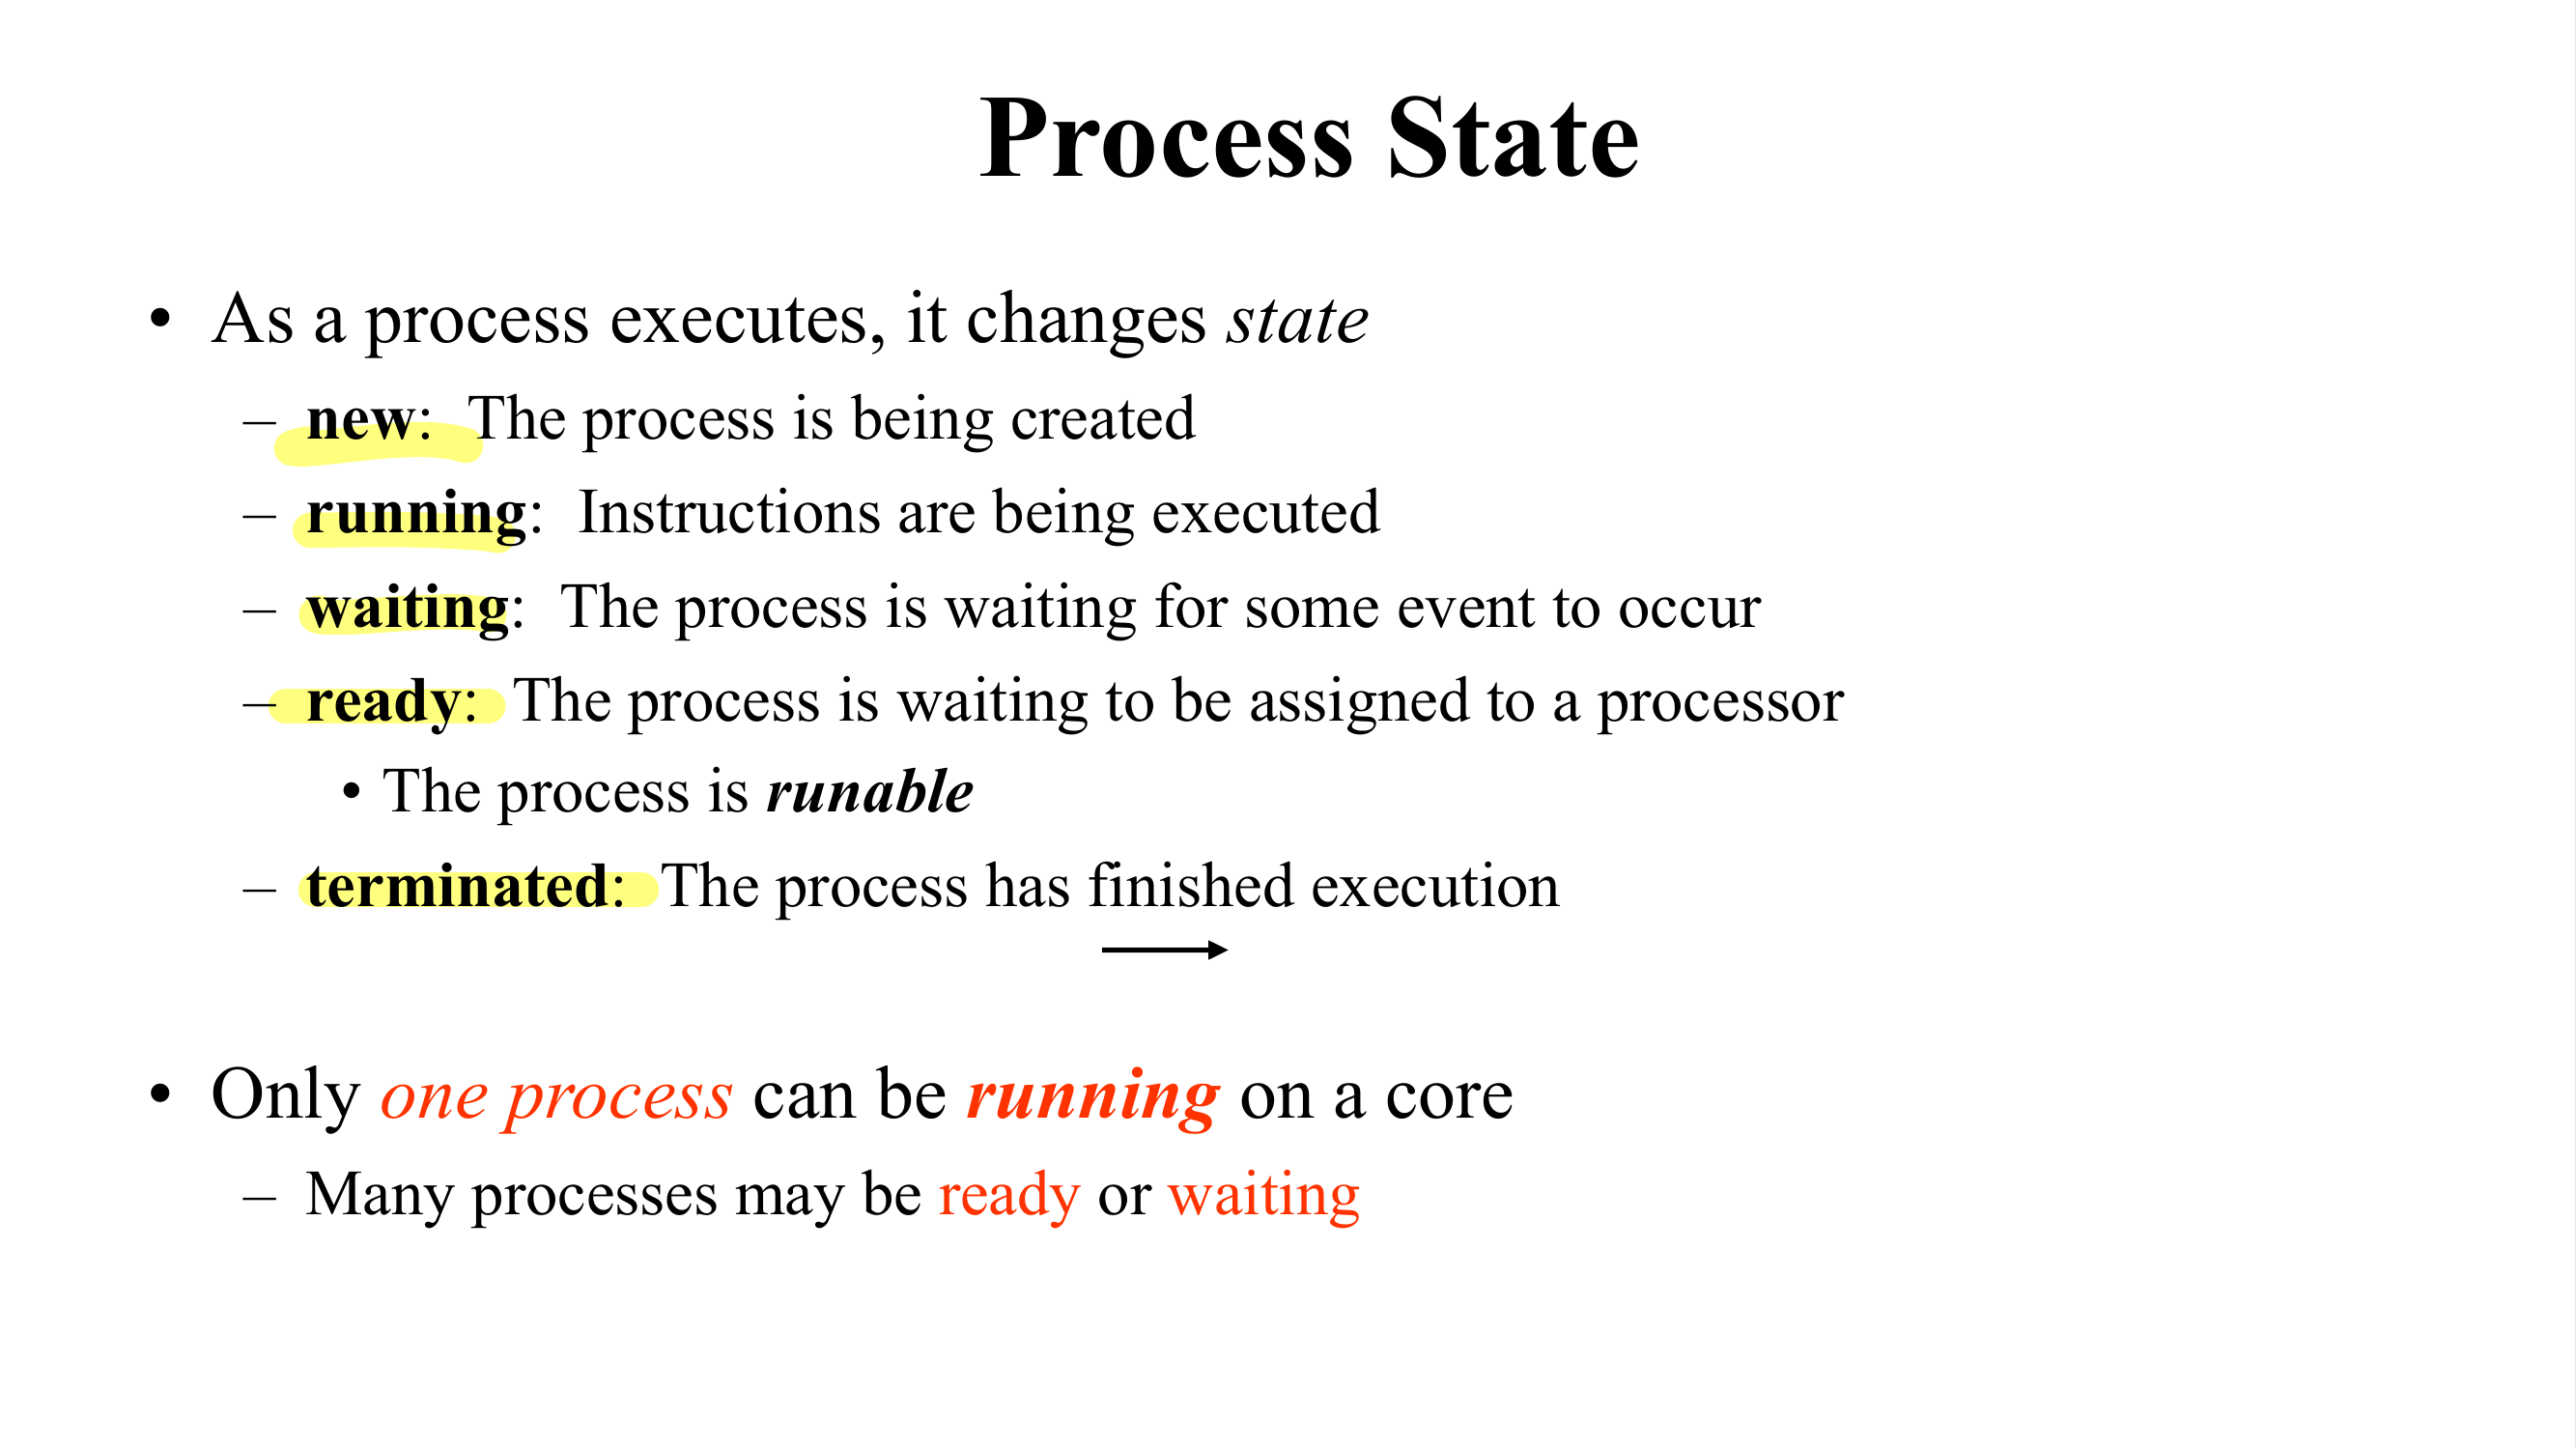 Process State
• As a process executes, it changes state
– new: The process is being created
– running: Instructions are being executed
– waiting: The process is waiting for some event to occur
– ready: The process is waiting to be assigned to a processor
• The process is runable
– terminated: The process has finished execution
• Only one process can be running on a core
– Many processes may be ready or waiting